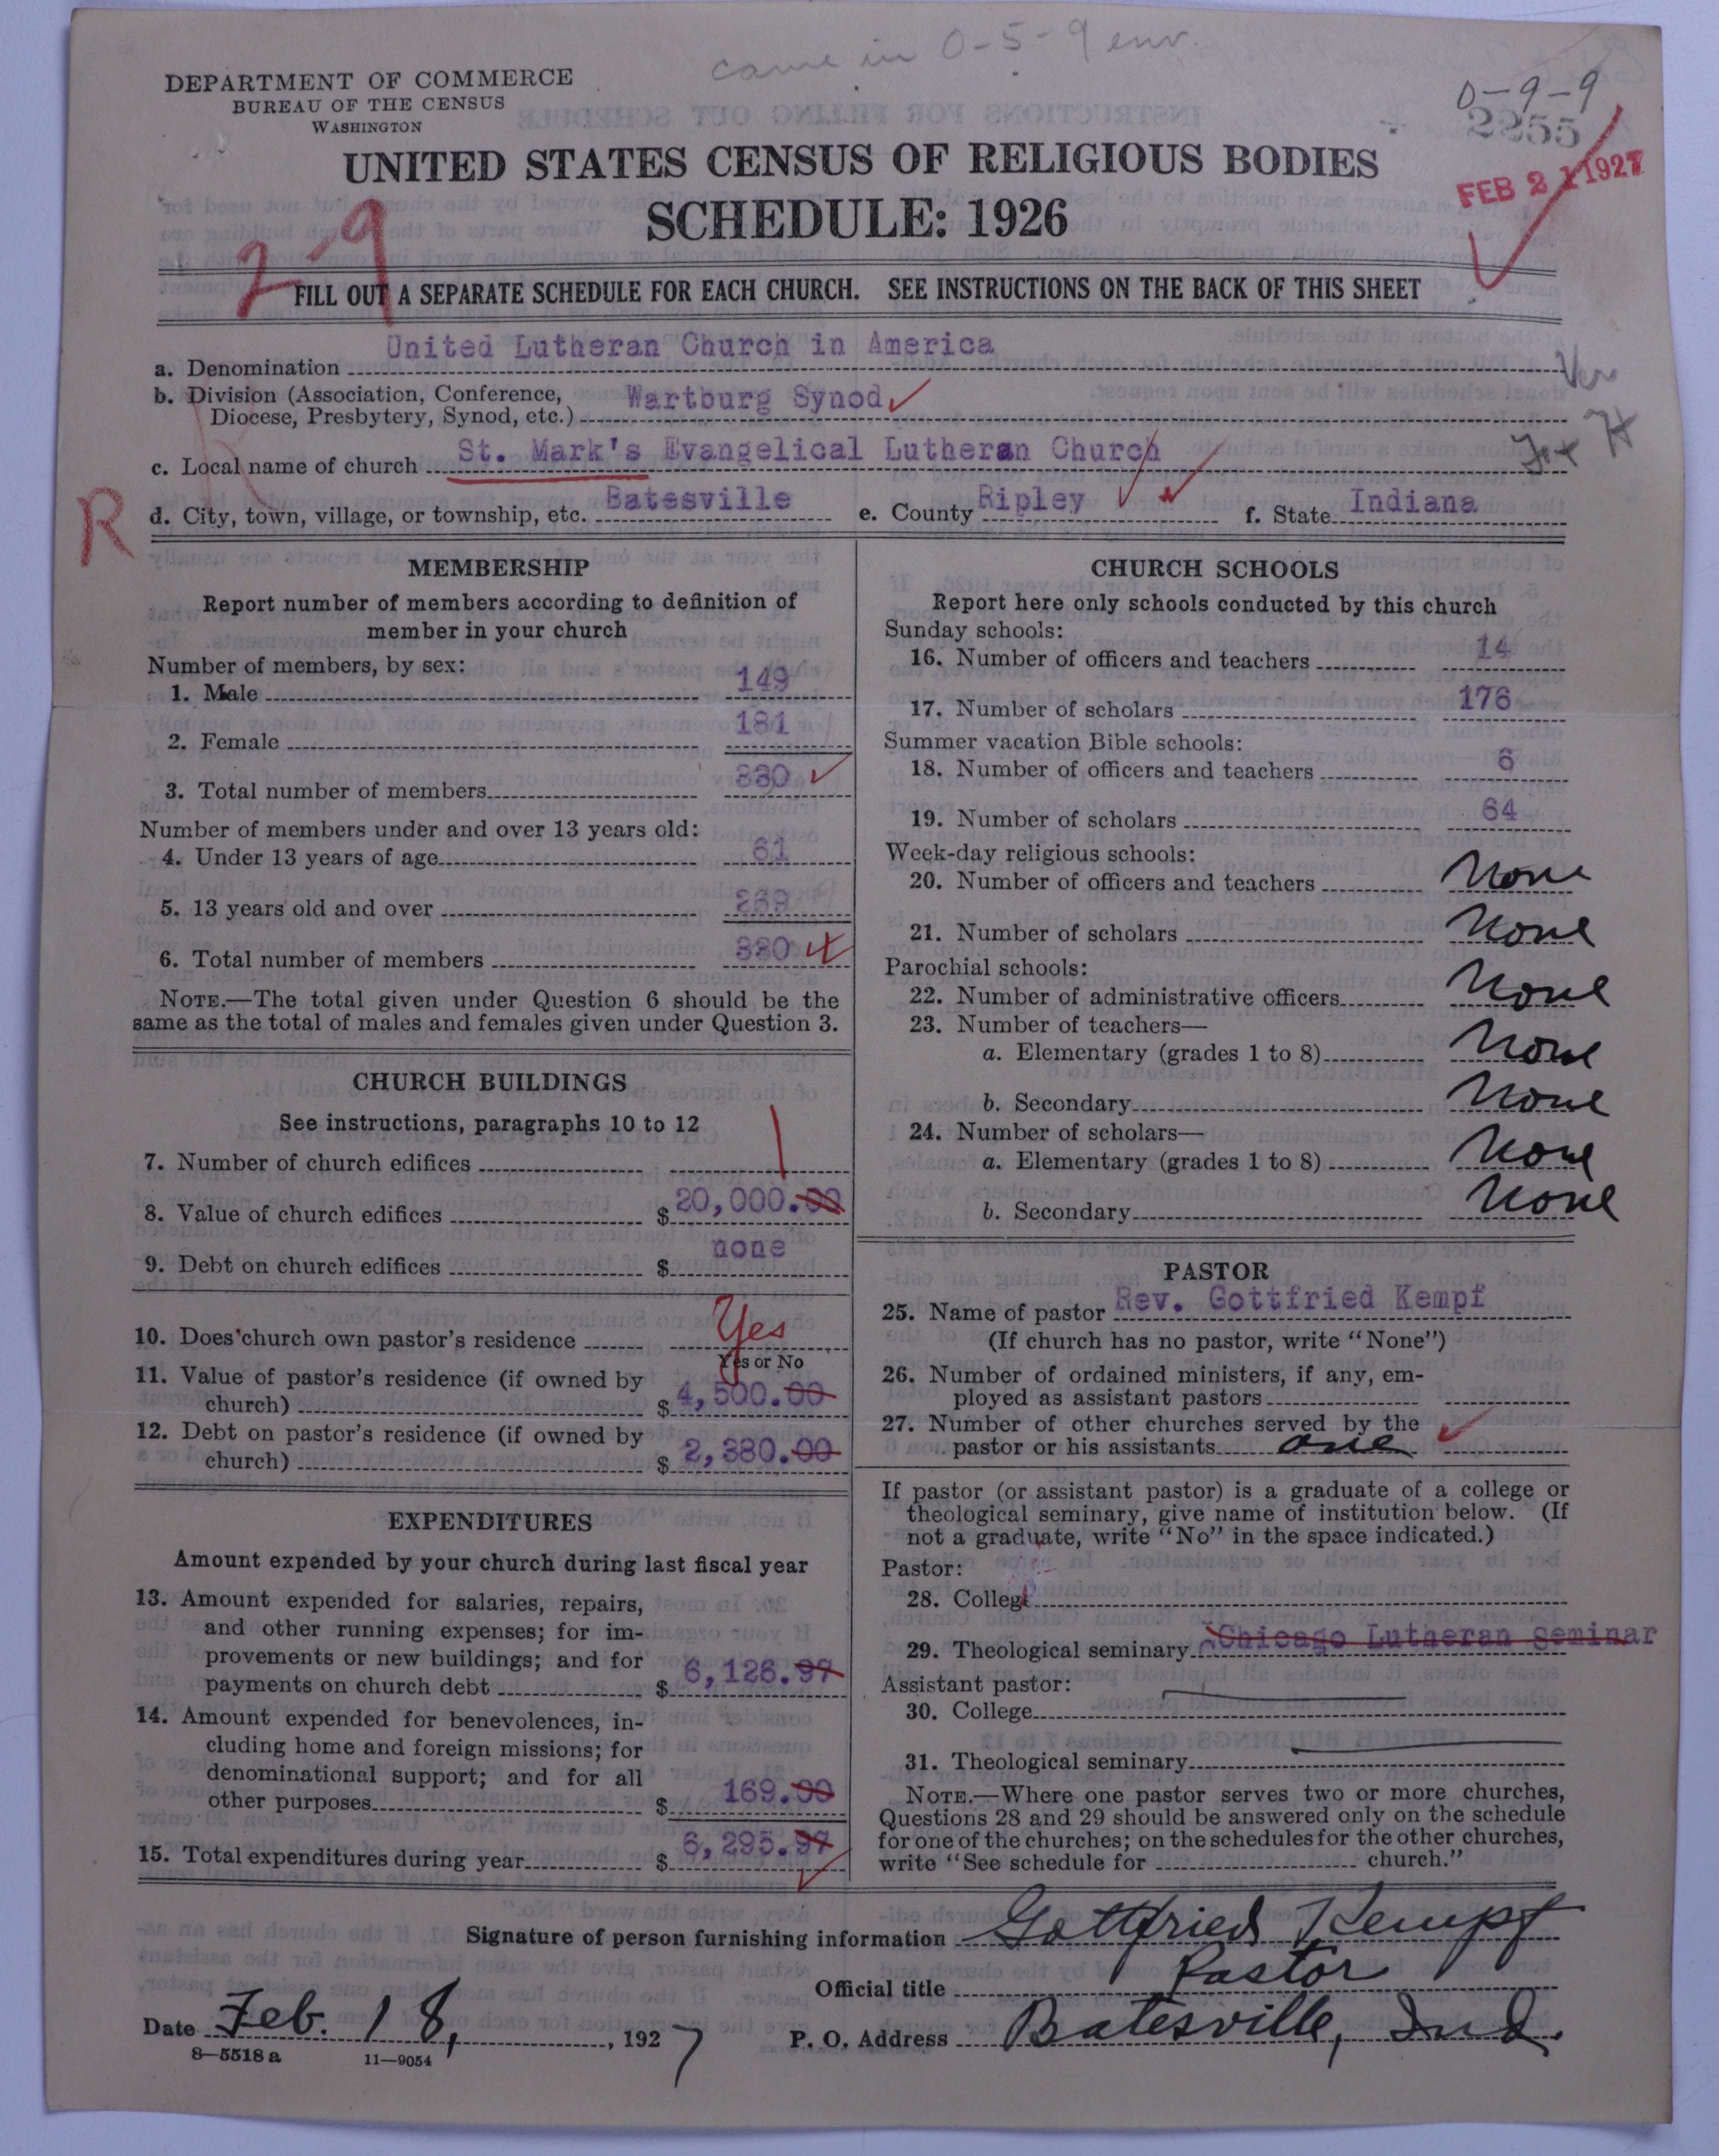 came in 0-5-9 env.
DEPARTMENT OF COMMERCE
BUREAU OF THE CENSUS
WASHINGTON
0-9-9
2255
FEB 21 1927
UNITED STATES CENSUS OF RELIGIOUS BODIES
SCHEDULE: 1926
2-9
FILL OUT A SEPARATE SCHEDULE FOR EACH CHURCH. SEE INSTRUCTIONS ON THE BACK OF THIS SHEET
a. Denomination United Lutheran Church in America
b. Division (Association, Conference,
Diocese, Presbytery, Synod, etc.) Wartburg Synod
c. Local name of church St. Mark's Evangelical Lutheran Church
R
d. City, town, village, or township, etc. Batesville e. County Ripley f. State Indiana
MEMBERSHIP
Report number of members according to definition of
member in your church
Number of members, by sex:
1. Male 149
2. Female 181
3. Total number of members 330
Number of members under and over 13 years old:
4. Under 13 years of age 61
5. 13 years old and over 269
6. Total number of members 330
NOTE.—The total given under Question 6 should be the
same as the total of males and females given under Question 3.
CHURCH BUILDINGS
See instructions, paragraphs 10 to 12
7. Number of church edifices 1
8. Value of church edifices $ 20,000.00
9. Debt on church edifices $ none
10. Does church own pastor's residence Yes
Yes or No
11. Value of pastor's residence (if owned by
church) $ 4,500.00
12. Debt on pastor's residence (if owned by
church) $ 2,380.00
EXPENDITURES
Amount expended by your church during last fiscal year
13. Amount expended for salaries, repairs,
and other running expenses; for im-
provements or new buildings; and for
payments on church debt $ 6,126.97
14. Amount expended for benevolences, in-
cluding home and foreign missions; for
denominational support; and for all
other purposes $ 169.00
15. Total expenditures during year $ 6,295.97
CHURCH SCHOOLS
Report here only schools conducted by this church
Sunday schools:
16. Number of officers and teachers 14
17. Number of scholars 176
Summer vacation Bible schools:
18. Number of officers and teachers 6
19. Number of scholars 64
Week-day religious schools:
20. Number of officers and teachers None
21. Number of scholars None
Parochial schools:
22. Number of administrative officers None
23. Number of teachers—
a. Elementary (grades 1 to 8) None
b. Secondary None
24. Number of scholars—
a. Elementary (grades 1 to 8) None
b. Secondary None
PASTOR
25. Name of pastor Rev. Gottfried Kempf
(If church has no pastor, write "None")
26. Number of ordained ministers, if any, em-
ployed as assistant pastors
27. Number of other churches served by the
pastor or his assistants one
If pastor (or assistant pastor) is a graduate of a college or
theological seminary, give name of institution below. (If
not a graduate, write "No" in the space indicated.)
Pastor:
28. College
29. Theological seminary Chicago Lutheran Seminar
Assistant pastor:
30. College
31. Theological seminary
NOTE.—Where one pastor serves two or more churches,
Questions 28 and 29 should be answered only on the schedule
for one of the churches; on the schedules for the other churches,
write "See schedule for church."
Signature of person furnishing information Gottfried Kempf
Official title Pastor
Date Feb. 18, 1927 P. O. Address Batesville, Ind.
8—5518 a 11—9054